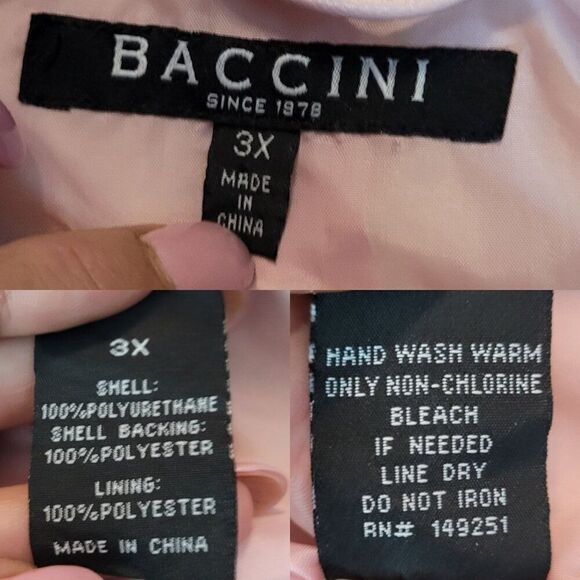 BACCINI
SINCE 1978
3X
MADE
IN
CHINA
3X
SHELL:
100%POLYURETHANE
SHELL BACKING:
100%POLYESTER
LINING:
100%POLYESTER
MADE IN CHINA
HAND WASH WARM
ONLY NON-CHLORINE
BLEACH
IF NEEDED
LINE DRY
DO NOT IRON
RN# 149251